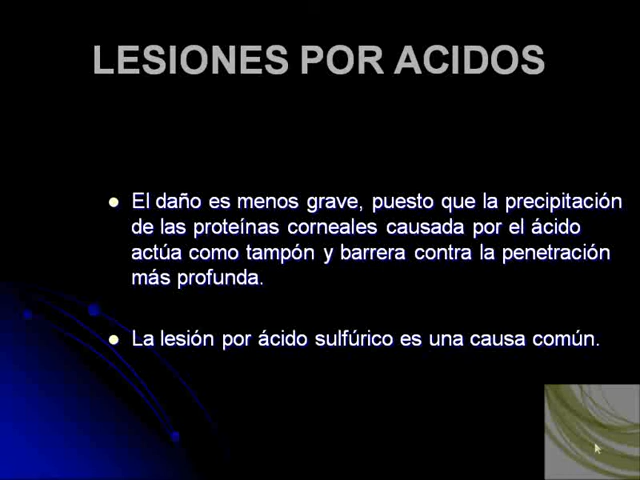 LESIONES POR ACIDOS
El daño es menos grave, puesto que la precipitación
de las proteínas corneales causada por el ácido
actúa como tampón y barrera contra la penetración
más profunda.
La lesión por ácido sulfúrico es una causa común.